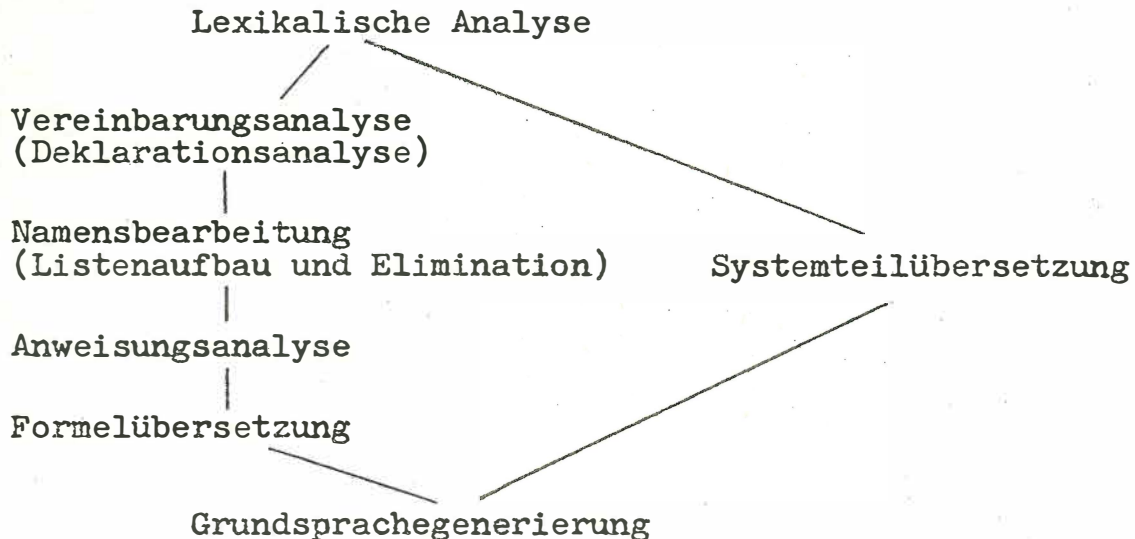 Lexikalische Analyse
Vereinbarungsanalyse
(Deklarationsanalyse)
Namensbearbeitung
(Listenaufbau und Elimination)
Systemteilübersetzung
Anweisungsanalyse
Formelübersetzung
Grundsprachegenerierung